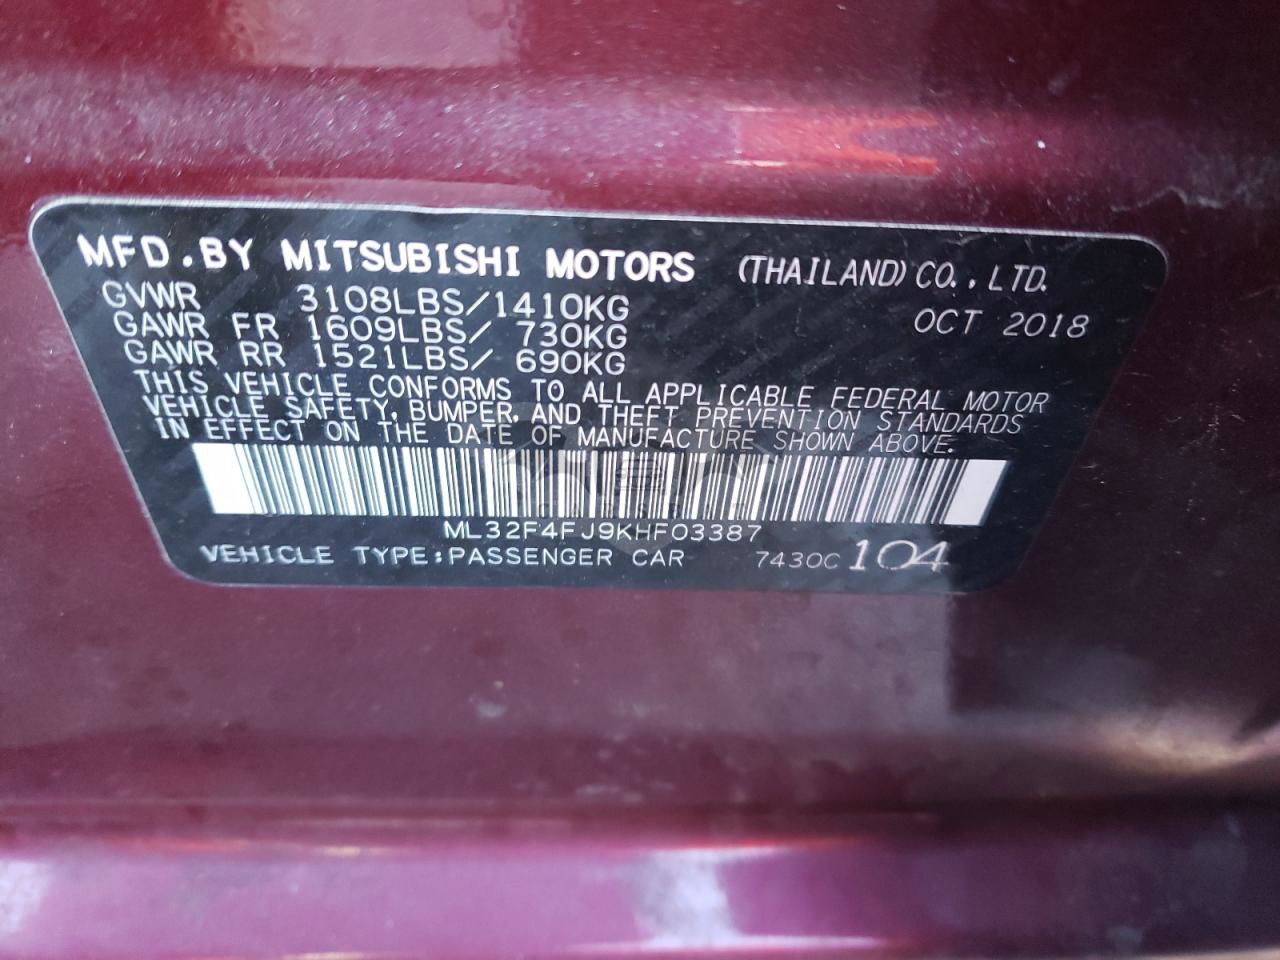 MFD.BY MITSUBISHI MOTORS (THAILAND) CO., LTD.
GVWR 3108LBS/1410KG OCT 2018
GAWR FR 1609LBS/ 730KG
GAWR RR 1521LBS/ 690KG
THIS VEHICLE CONFORMS TO ALL APPLICABLE FEDERAL MOTOR
VEHICLE SAFETY, BUMPER, AND THEFT PREVENTION STANDARDS
IN EFFECT ON THE DATE OF MANUFACTURE SHOWN ABOVE.
ML32F4FJ9KHF03387
VEHICLE TYPE:PASSENGER CAR 7430C 104